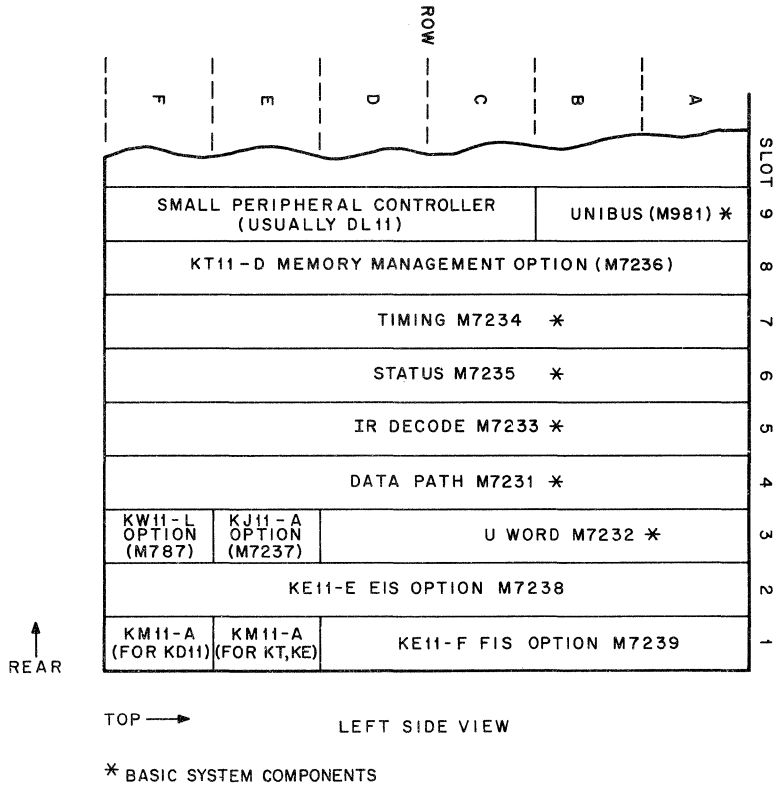 ROW
F E D C B A
SLOT
SMALL PERIPHERAL CONTROLLER
(USUALLY DL11)
UNIBUS (M981) *
9
KT11-D MEMORY MANAGEMENT OPTION (M7236)
8
TIMING M7234 *
7
STATUS M7235 *
6
IR DECODE M7233 *
5
DATA PATH M7231 *
4
KW11-L
OPTION
(M787)
KJ11-A
OPTION
(M7237)
U WORD M7232 *
3
KE11-E EIS OPTION M7238
2
KM11-A
(FOR KD11)
KM11-A
(FOR KT,KE)
KE11-F FIS OPTION M7239
1
REAR
TOP
LEFT SIDE VIEW
* BASIC SYSTEM COMPONENTS